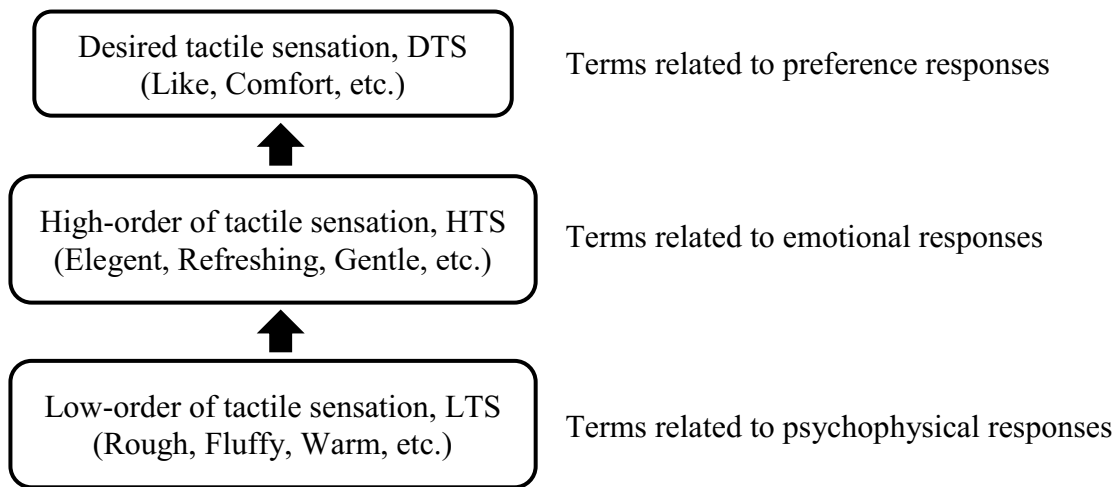 Desired tactile sensation, DTS
(Like, Comfort, etc.)
Terms related to preference responses
High-order of tactile sensation, HTS
(Elegent, Refreshing, Gentle, etc.)
Terms related to emotional responses
Low-order of tactile sensation, LTS
(Rough, Fluffy, Warm, etc.)
Terms related to psychophysical responses